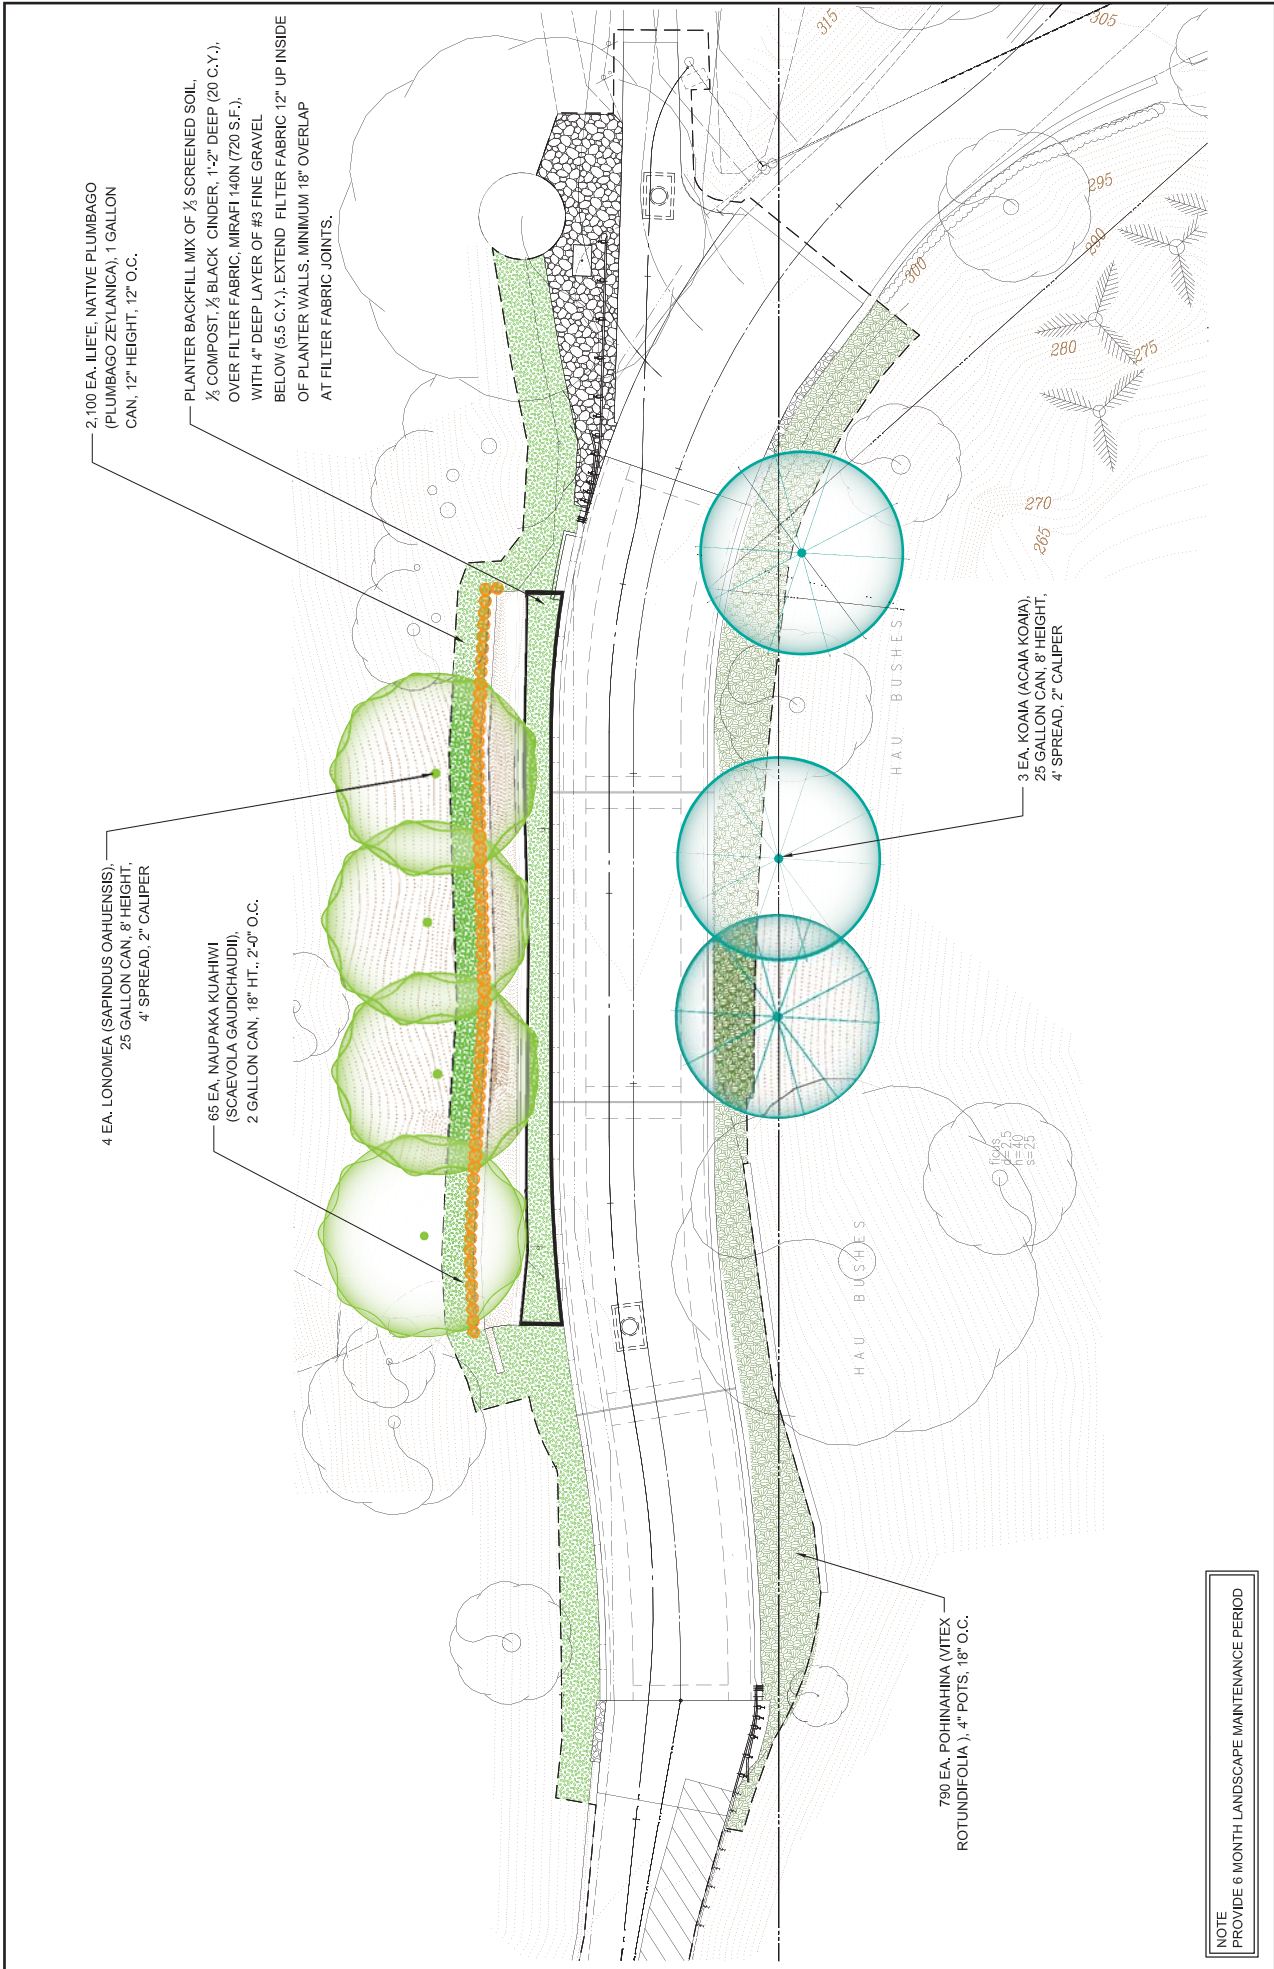 2,100 EA. ILIE'E, NATIVE PLUMBAGO
(PLUMBAGO ZEYLANICA), 1 GALLON
CAN, 12" HEIGHT, 12" O.C.
PLANTER BACKFILL MIX OF ⅓ SCREENED SOIL,
⅓ COMPOST, ⅓ BLACK CINDER, 1'-2" DEEP (20 C.Y.),
OVER FILTER FABRIC, MIRAFI 140N (720 S.F.),
WITH 4" DEEP LAYER OF #3 FINE GRAVEL
BELOW (5.5 C.Y.). EXTEND FILTER FABRIC 12" UP INSIDE
OF PLANTER WALLS. MINIMUM 18" OVERLAP
AT FILTER FABRIC JOINTS.
4 EA. LONOMEA (SAPINDUS OAHUENSIS),
25 GALLON CAN, 8' HEIGHT,
4' SPREAD, 2" CALIPER
65 EA, NAUPAKA KUAHIWI
(SCAEVOLA GAUDICHAUDII),
2 GALLON CAN, 18" HT., 2'-0" O.C.
3 EA. KOAIA (ACAIA KOAIA),
25 GALLON CAN, 8' HEIGHT,
4' SPREAD, 2" CALIPER
790 EA. POHINAHINA (VITEX
ROTUNDIFOLIA ), 4" POTS, 18" O.C.
HAU BUSHES
HAU BUSHES
ficus
d=2.5
h=40
s=25
315
305
295
290
300
280
275
270
265
NOTE
PROVIDE 6 MONTH LANDSCAPE MAINTENANCE PERIOD